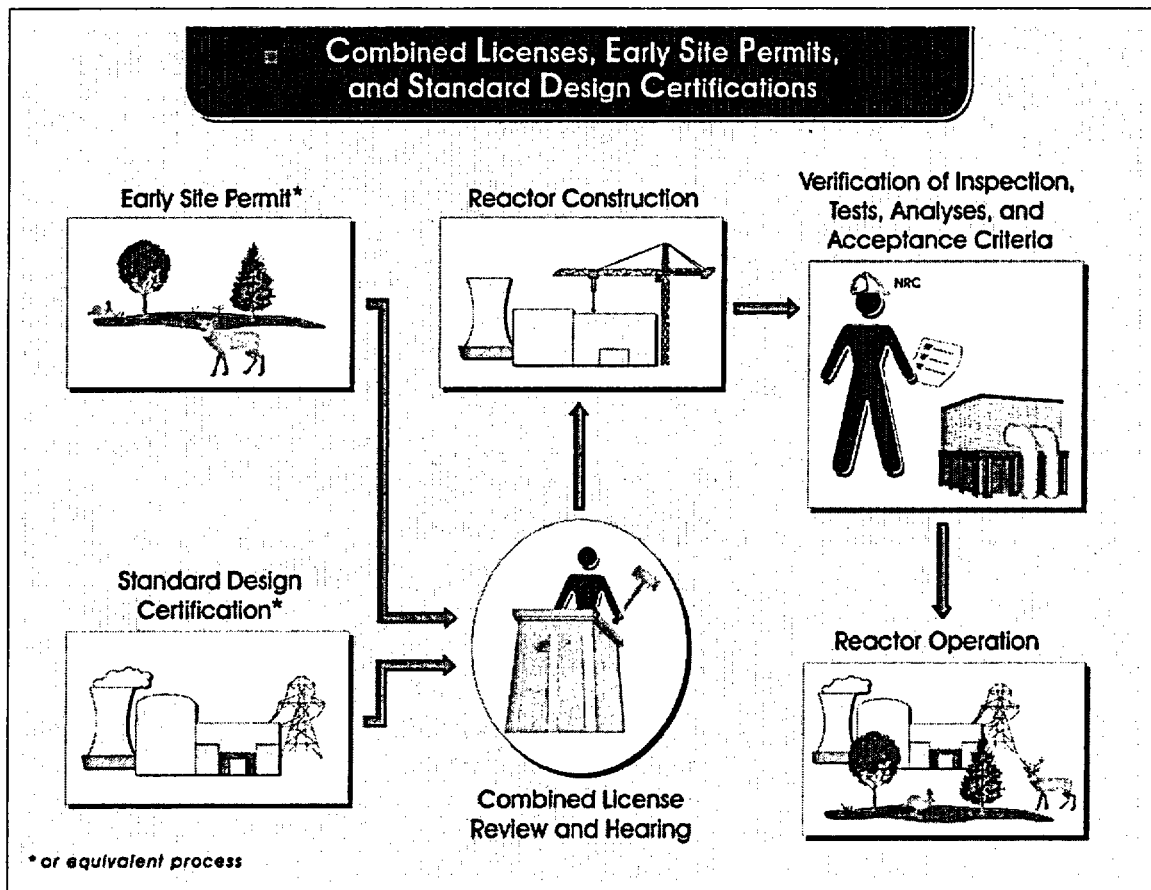 Combined Licenses, Early Site Permits,
and Standard Design Certifications
Early Site Permit*
Reactor Construction
Verification of Inspection,
Tests, Analyses, and
Acceptance Criteria
NRC
Standard Design
Certification*
Combined License
Review and Hearing
Reactor Operation
* or equivalent process